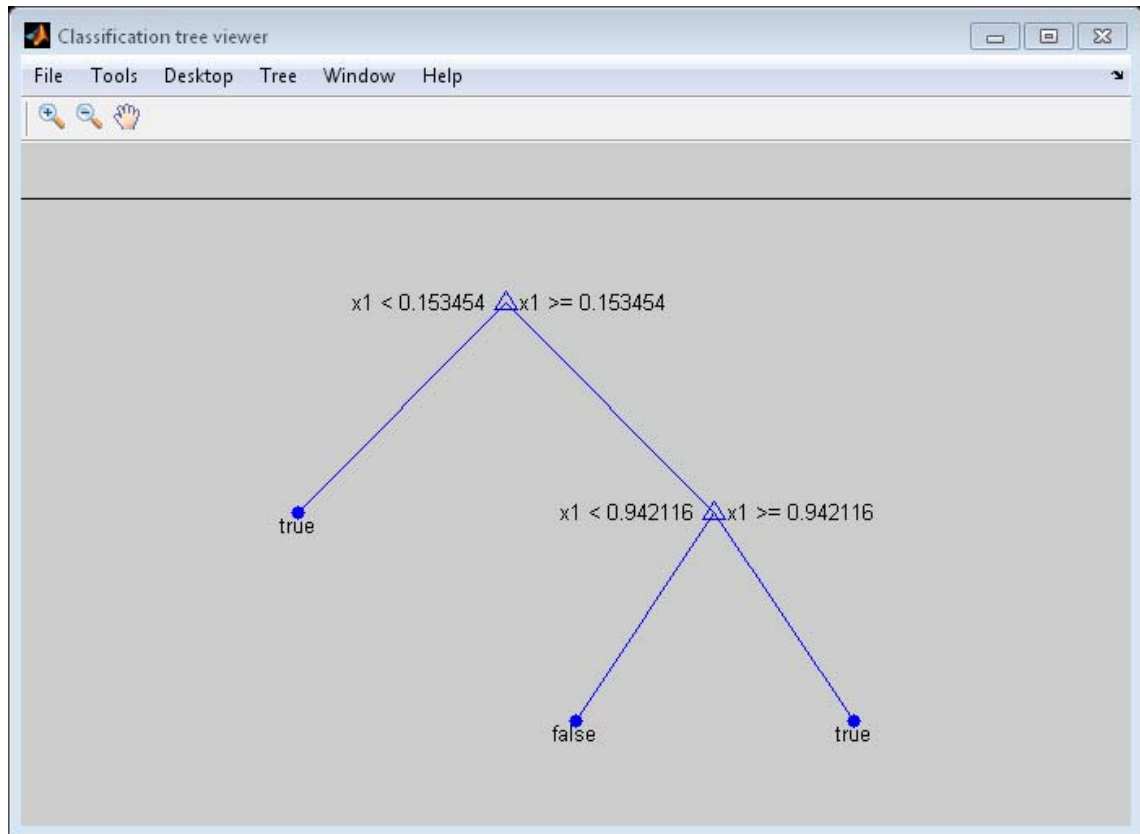 Classification tree viewer
File Tools Desktop Tree Window Help
x1 < 0.153454 x1 >= 0.153454
true
x1 < 0.942116 x1 >= 0.942116
false true